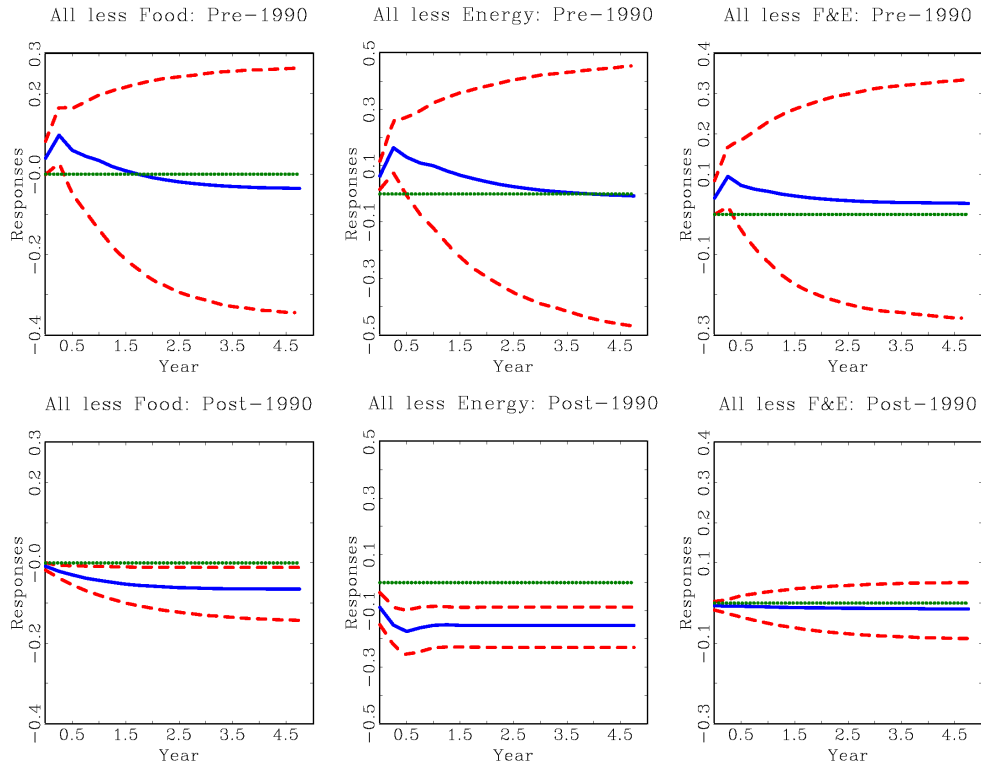 All less Food: Pre-1990
All less Energy: Pre-1990
All less F&E: Pre-1990
Responses
0.3
0.2
-0.0
-0.2
-0.4
0.5 1.5 2.5 3.5 4.5
Year
Responses
0.5
0.3
0.1
-0.1
-0.3
-0.5
0.5 1.5 2.5 3.5 4.5
Year
Responses
0.4
0.3
0.1
-0.1
-0.3
0.5 1.5 2.5 3.5 4.5
Year
All less Food: Post-1990
All less Energy: Post-1990
All less F&E: Post-1990
Responses
0.3
0.2
-0.0
-0.2
-0.4
0.5 1.5 2.5 3.5 4.5
Year
Responses
0.5
0.3
0.1
-0.1
-0.3
-0.5
0.5 1.5 2.5 3.5 4.5
Year
Responses
0.4
0.3
0.1
-0.1
-0.3
0.5 1.5 2.5 3.5 4.5
Year